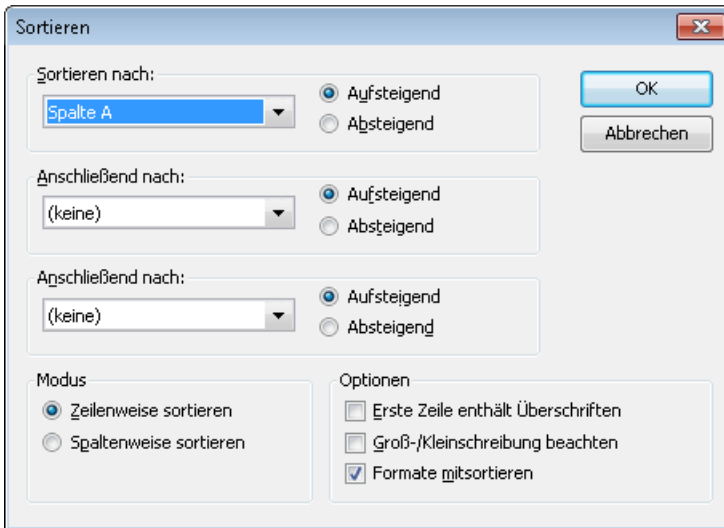 Sortieren
Sortieren nach:
Spalte A
Aufsteigend
Absteigend
OK
Abbrechen
Anschließend nach:
(keine)
Aufsteigend
Absteigend
Anschließend nach:
(keine)
Aufsteigend
Absteigend
Modus
Zeilenweise sortieren
Spaltenweise sortieren
Optionen
Erste Zeile enthält Überschriften
Groß-/Kleinschreibung beachten
Formate mitsortieren